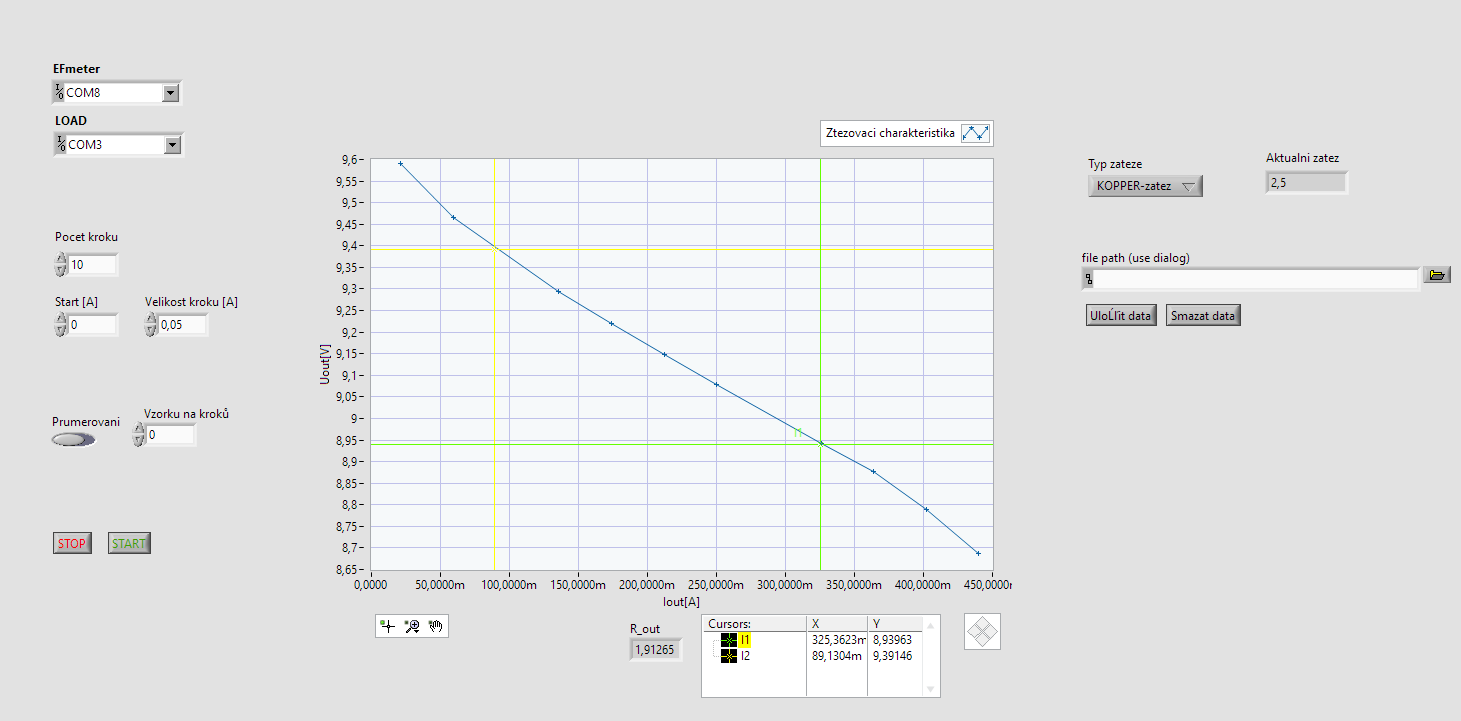 EFmeter
COM8
LOAD
COM3
Pocet kroku
10
Start [A]
Velikost kroku [A]
0
0,05
Prumerovani
Vzorku na kroků
0
STOP
START
Ztezovaci charakteristika
Uout[V]
9,6
9,55
9,5
9,45
9,4
9,35
9,3
9,25
9,2
9,15
9,1
9,05
9
8,95
8,9
8,85
8,8
8,75
8,7
8,65
I1
0,0000
50,0000m
100,0000m
150,0000m
200,0000m
250,0000m
300,0000m
350,0000m
400,0000m
450,0000m
Iout[A]
R_out
1,91265
Cursors: X Y
I1 325,3623m 8,93963
I2 89,1304m 9,39146
Typ zateze
KOPPER-zatez
Aktualni zatez
2,5
file path (use dialog)
UloĹľit data
Smazat data